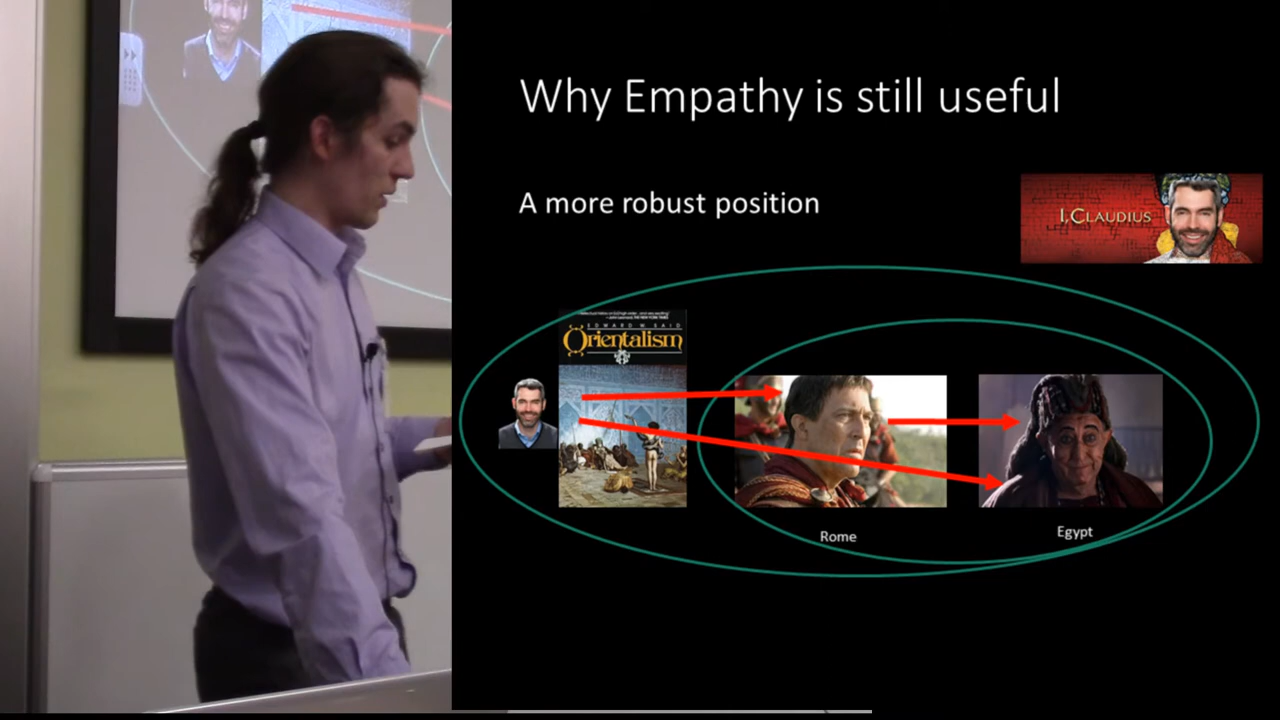 Why Empathy is still useful
A more robust position
I, CLAUDIUS
EDWARD W. SAID
Orientalism
Rome
Egypt